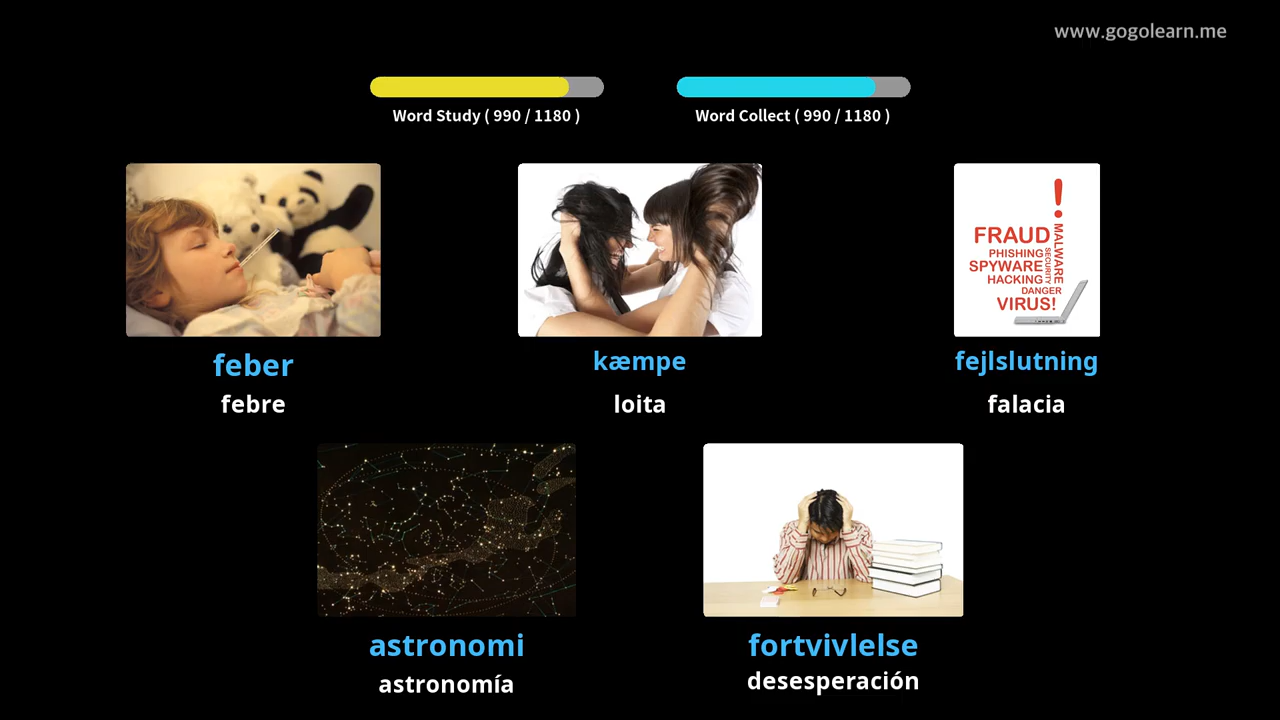 www.gogolearn.me
Word Study ( 990 / 1180 )
Word Collect ( 990 / 1180 )
!
FRAUD
PHISHING
SPYWARE
HACKING
DANGER
VIRUS!
MALWARE
SECURITY
feber
kæmpe
fejlslutning
febre
loita
falacia
astronomi
fortvivlelse
astronomía
desesperación